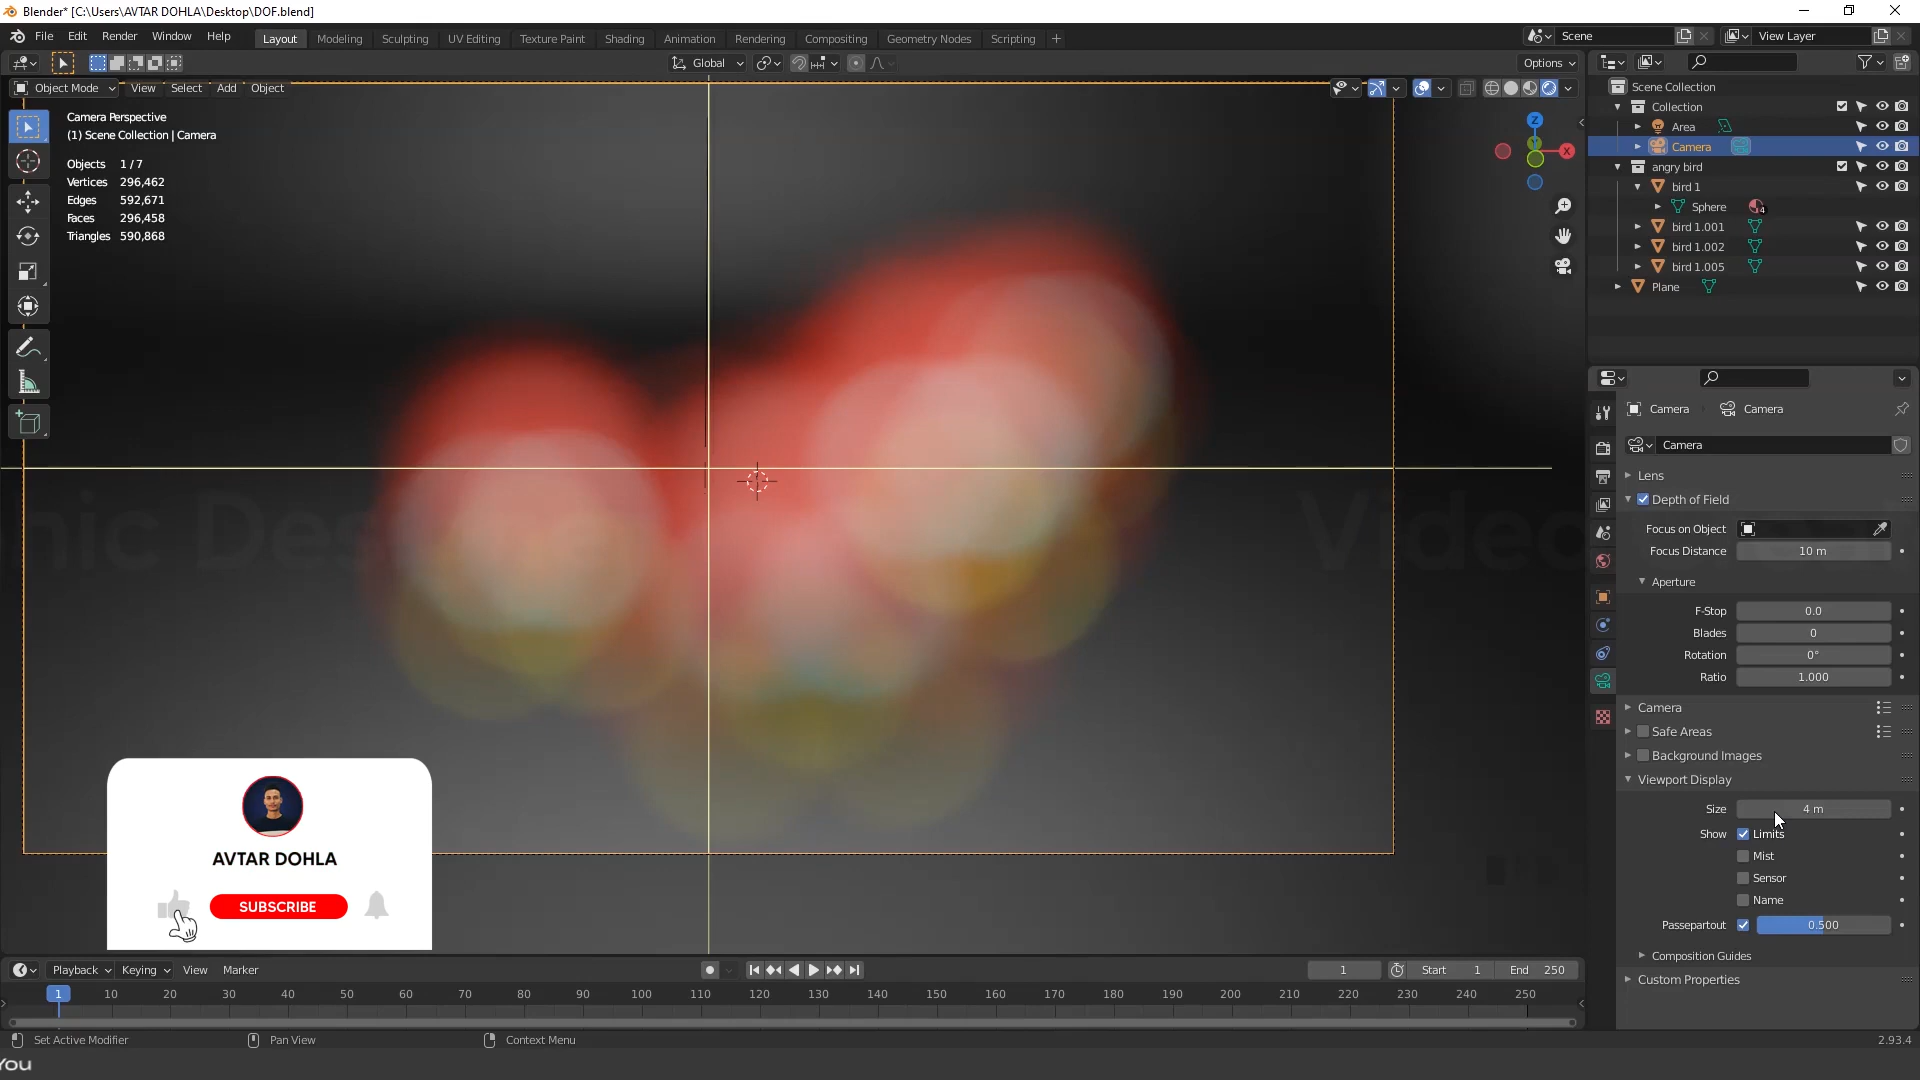 Blender* [C:\Users\AVTAR DOHLA\Desktop\DOF.blend]
File Edit Render Window Help Layout Modeling Sculpting UV Editing Texture Paint Shading Animation Rendering Compositing Geometry Nodes Scripting + Scene View Layer
Global Options
Object Mode View Select Add Object
Camera Perspective
(1) Scene Collection | Camera
Objects 1/7
Vertices 296,462
Edges 592,671
Faces 296,458
Triangles 590,868
Z
X
Scene Collection
Collection
Area
Camera
angry bird
bird 1
Sphere 4
bird 1.001
bird 1.002
bird 1.005
Plane
Camera Camera
Camera
Lens
Depth of Field
Focus on Object
Focus Distance 10 m
Aperture
F-Stop 0.0
Blades 0
Rotation 0°
Ratio 1.000
Camera
Safe Areas
Background Images
Viewport Display
Size 4 m
Show Limits
Mist
Sensor
Name
Passepartout 0.500
Composition Guides
Custom Properties
nic Des
Video
AVTAR DOHLA
SUBSCRIBE
Playback Keying View Marker 1 Start 1 End 250
1 10 20 30 40 50 60 70 80 90 100 110 120 130 140 150 160 170 180 190 200 210 220 230 240 250
Set Active Modifier Pan View Context Menu 2.93.4
You